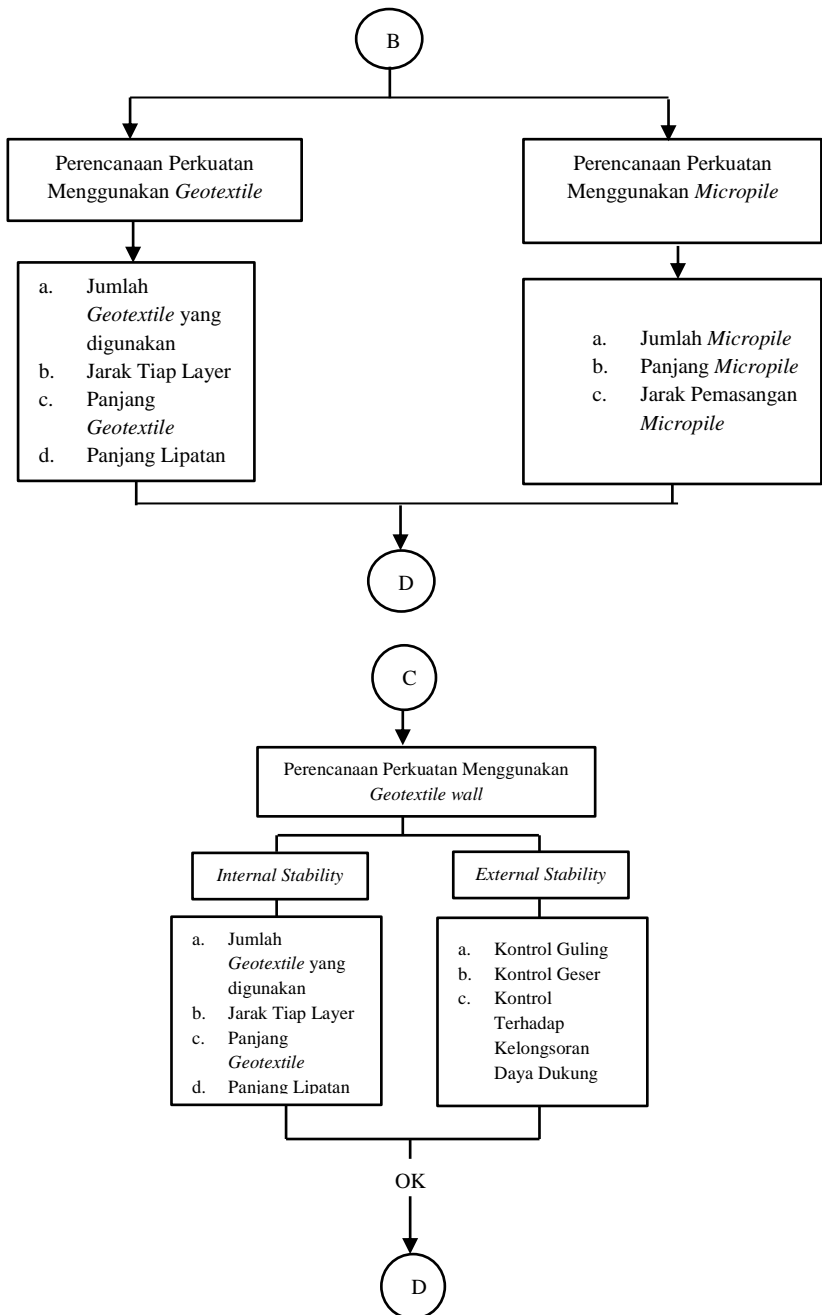 B
Perencanaan Perkuatan
Menggunakan Geotextile
a. Jumlah
Geotextile yang
digunakan
b. Jarak Tiap Layer
c. Panjang
Geotextile
d. Panjang Lipatan
Perencanaan Perkuatan
Menggunakan Micropile
a. Jumlah Micropile
b. Panjang Micropile
c. Jarak Pemasangan
Micropile
D
C
Perencanaan Perkuatan Menggunakan
Geotextile wall
Internal Stability
a. Jumlah
Geotextile yang
digunakan
b. Jarak Tiap Layer
c. Panjang
Geotextile
d. Panjang Lipatan
External Stability
a. Kontrol Guling
b. Kontrol Geser
c. Kontrol
Terhadap
Kelongsoran
Daya Dukung
OK
D